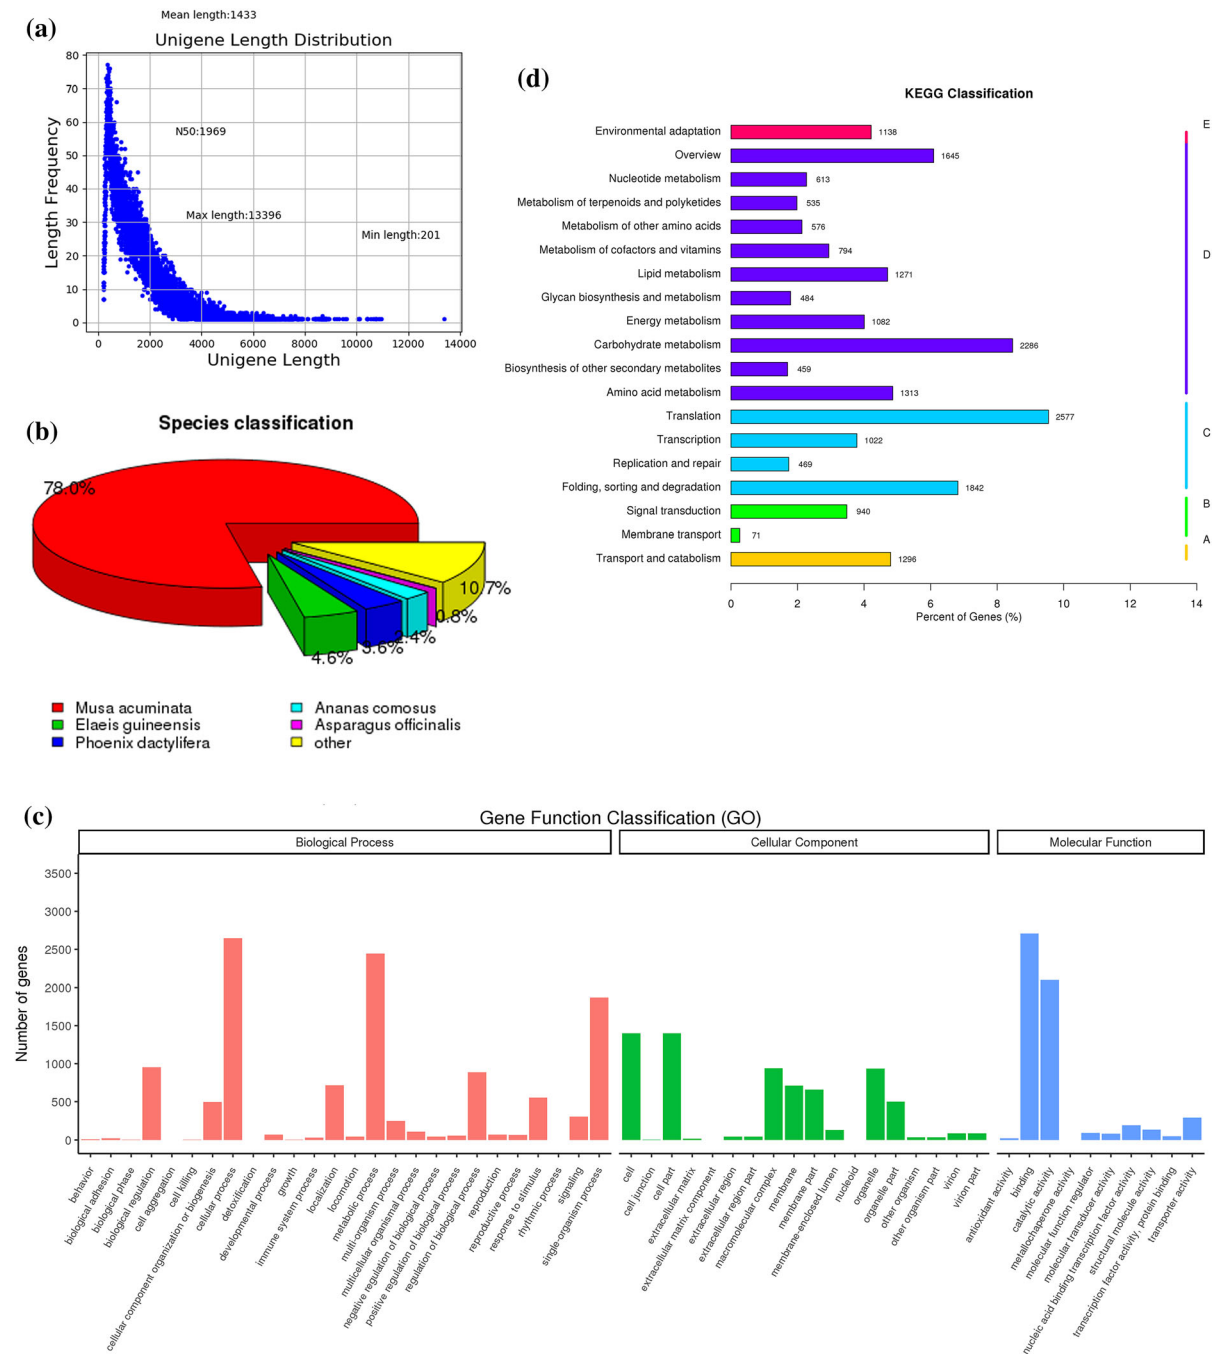 (a)
Mean length:1433
Unigene Length Distribution
Length Frequency
80
70
60
50
40
30
20
10
0
N50:1969
Max length:13396
Min length:201
0 2000 4000 6000 8000 10000 12000 14000
Unigene Length
(b)
Species classification
78.0%
10.7%
0.8%
2.4%
3.6%
4.6%
Musa acuminata
Elaeis guineensis
Phoenix dactylifera
Ananas comosus
Asparagus officinalis
other
(d)
KEGG Classification
Environmental adaptation 1138
Overview 1645
Nucleotide metabolism 613
Metabolism of terpenoids and polyketides 535
Metabolism of other amino acids 576
Metabolism of cofactors and vitamins 794
Lipid metabolism 1271
Glycan biosynthesis and metabolism 484
Energy metabolism 1082
Carbohydrate metabolism 2286
Biosynthesis of other secondary metabolites 459
Amino acid metabolism 1313
Translation 2577
Transcription 1022
Replication and repair 469
Folding, sorting and degradation 1842
Signal transduction 940
Membrane transport 71
Transport and catabolism 1296
E
D
C
B
A
0 2 4 6 8 10 12 14
Percent of Genes (%)
(c)
Gene Function Classification (GO)
Biological Process
Cellular Component
Molecular Function
Number of genes
3500
3000
2500
2000
1500
1000
500
0
behavior
biological adhesion
biological phase
biological regulation
cell aggregation
cell killing
cellular component organization or biogenesis
cellular process
detoxification
developmental process
growth
immune system process
localization
locomotion
metabolic process
multi-organism process
multicellular organismal process
negative regulation of biological process
positive regulation of biological process
regulation of biological process
reproduction
reproductive process
response to stimulus
rhythmic process
signaling
single-organism process
cell
cell junction
cell part
extracellular matrix
extracellular matrix component
extracellular region
extracellular region part
macromolecular complex
membrane
membrane part
membrane-enclosed lumen
nucleoid
organelle
organelle part
other organism
other organism part
virion
virion part
antioxidant activity
binding
catalytic activity
metallochaperone activity
molecular function regulator
molecular transducer activity
nucleic acid binding transcription factor activity
structural molecule activity
transcription factor activity, protein binding
transporter activity